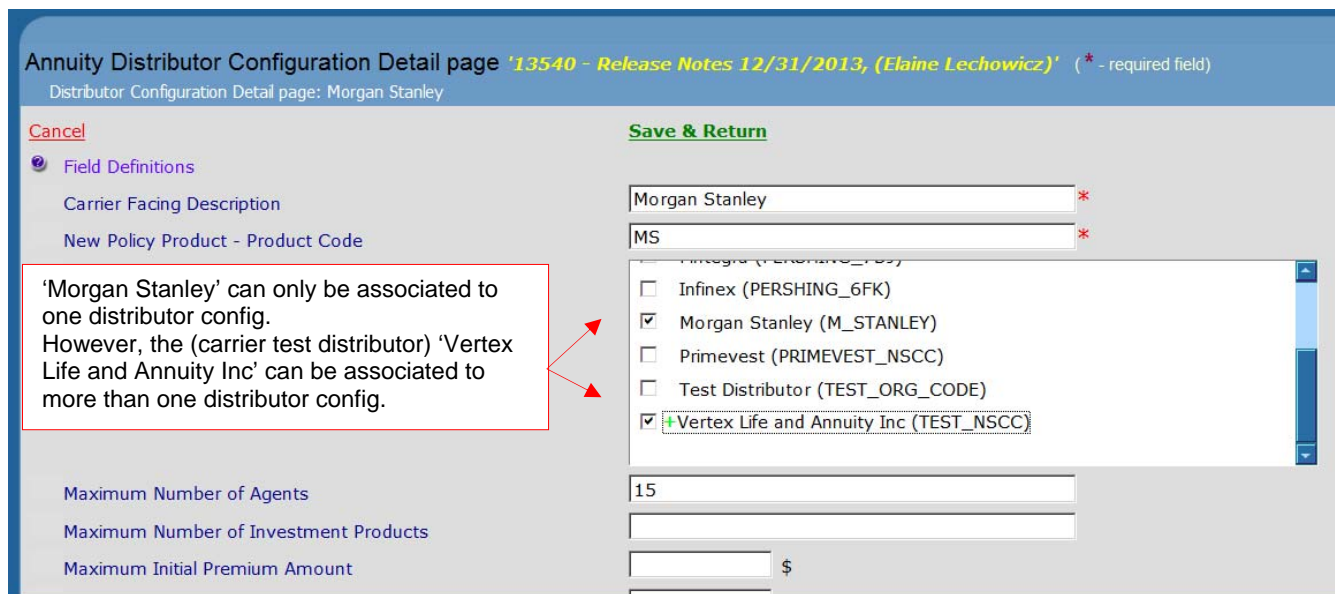 Annuity Distributor Configuration Detail page '13540 - Release Notes 12/31/2013, (Elaine Lechowicz)' (* - required field)
Distributor Configuration Detail page: Morgan Stanley
Cancel Save & Return
Field Definitions
Carrier Facing Description Morgan Stanley *
New Policy Product - Product Code MS *
‘Morgan Stanley’ can only be associated to
one distributor config.
However, the (carrier test distributor) ‘Vertex
Life and Annuity Inc’ can be associated to
more than one distributor config.
Infinex (PERSHING_6FK)
Morgan Stanley (M_STANLEY)
Primevest (PRIMEVEST_NSCC)
Test Distributor (TEST_ORG_CODE)
+Vertex Life and Annuity Inc (TEST_NSCC)
Maximum Number of Agents 15
Maximum Number of Investment Products
Maximum Initial Premium Amount $